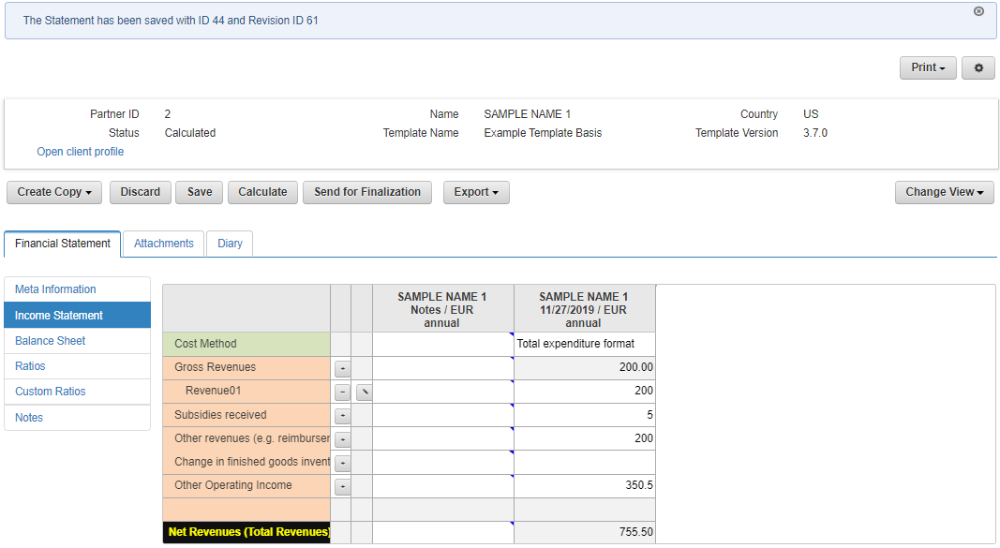 The Statement has been saved with ID 44 and Revision ID 61
Print
Partner ID 2 Name SAMPLE NAME 1 Country US
Status Calculated Template Name Example Template Basis Template Version 3.7.0
Open client profile
Create Copy Discard Save Calculate Send for Finalization Export Change View
Financial Statement Attachments Diary
Meta Information
Income Statement
Balance Sheet
Ratios
Custom Ratios
Notes
SAMPLE NAME 1
Notes / EUR
annual
SAMPLE NAME 1
11/27/2019 / EUR
annual
Cost Method Total expenditure format
Gross Revenues + 200.00
Revenue01 - 200
Subsidies received + 5
Other revenues (e.g. reimburser + 200
Change in finished goods invent +
Other Operating Income + 350.5
Net Revenues (Total Revenues) 755.50